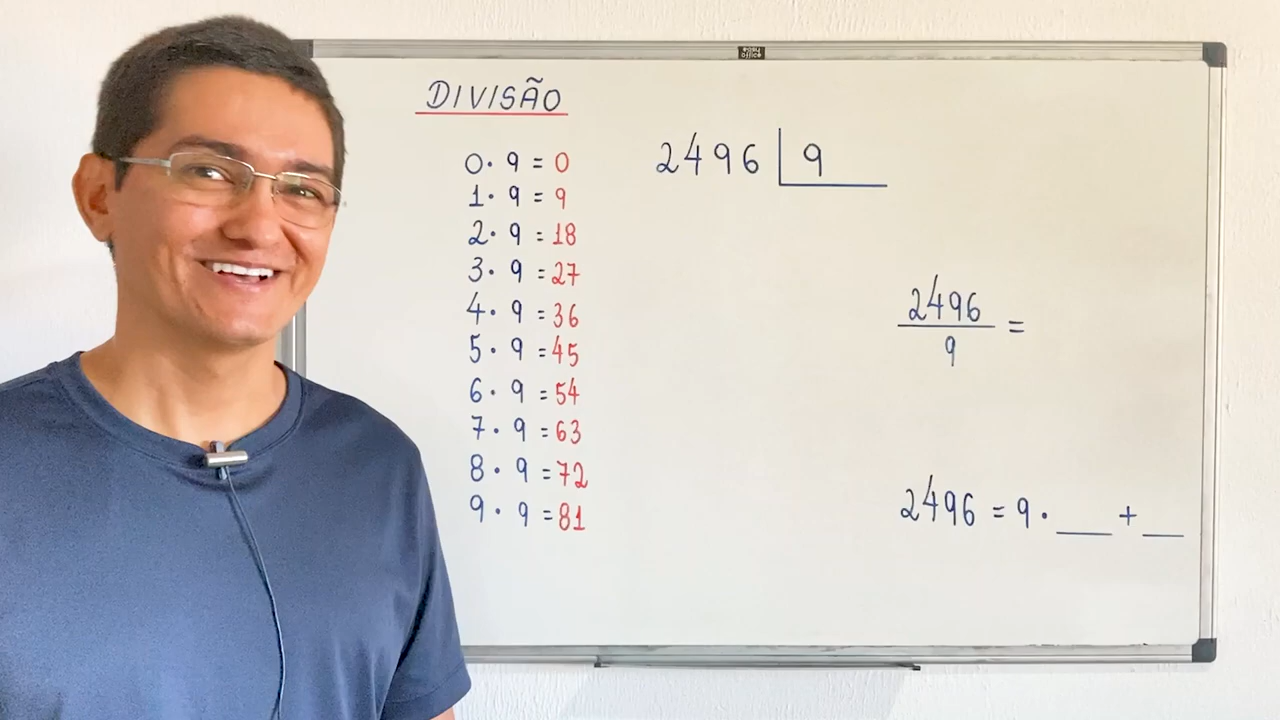 DIVISÃO
0 · 9 = 0
1 · 9 = 9
2 · 9 = 18
3 · 9 = 27
4 · 9 = 36
5 · 9 = 45
6 · 9 = 54
7 · 9 = 63
8 · 9 = 72
9 · 9 = 81
2496 | 9
2496
9
=
2496 = 9 · ___ + ___